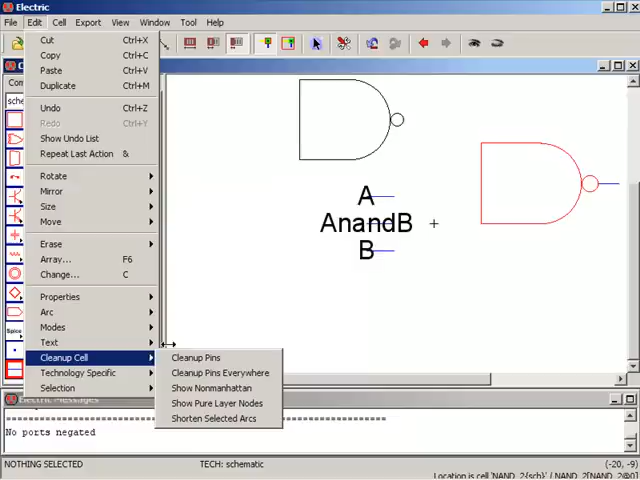 Electric
File Edit Cell Export View Window Tool Help
Cut Ctrl+X
Copy Ctrl+C
Paste Ctrl+V
Duplicate Ctrl+M
Undo Ctrl+Z
Redo Ctrl+Y
Show Undo List
Repeat Last Action &
Rotate
Mirror
Size
Move
Erase
Array... F6
Change... C
Properties
Arc
Modes
Text
Cleanup Cell
Technology Specific
Selection
Cleanup Pins
Cleanup Pins Everywhere
Show Nonmanhattan
Show Pure Layer Nodes
Shorten Selected Arcs
Spice
A
AnandB
B
Electric Messages
No ports negated
NOTHING SELECTED TECH: schematic (-20, -9)